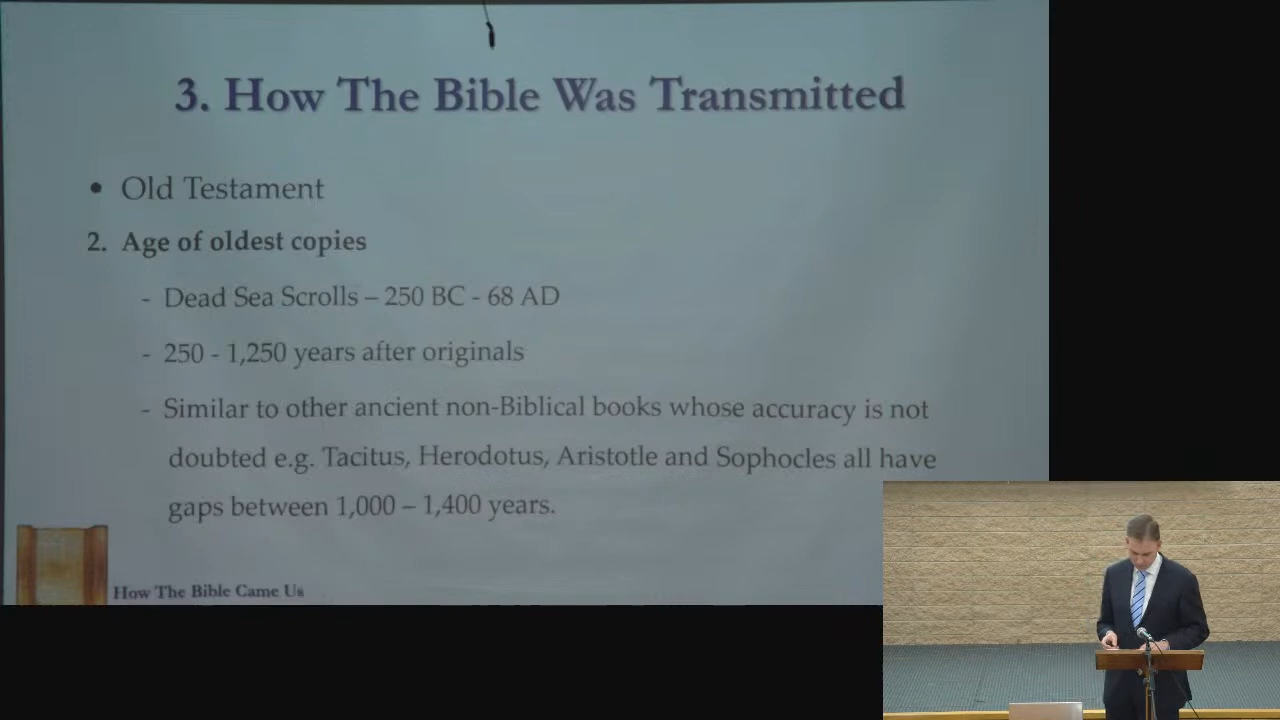 3. How The Bible Was Transmitted
• Old Testament
2. Age of oldest copies
- Dead Sea Scrolls – 250 BC - 68 AD
- 250 - 1,250 years after originals
- Similar to other ancient non-Biblical books whose accuracy is not
doubted e.g. Tacitus, Herodotus, Aristotle and Sophocles all have
gaps between 1,000 – 1,400 years.
How The Bible Came Us